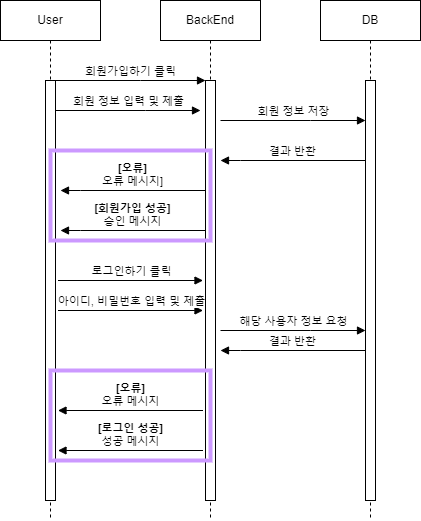 User
BackEnd
DB
회원가입하기 클릭
회원 정보 입력 및 제출
회원 정보 저장
결과 반환
[오류]
오류 메시지]
[회원가입 성공]
승인 메시지
로그인하기 클릭
아이디, 비밀번호 입력 및 제출
해당 사용자 정보 요청
결과 반환
[오류]
오류 메시지
[로그인 성공]
성공 메시지